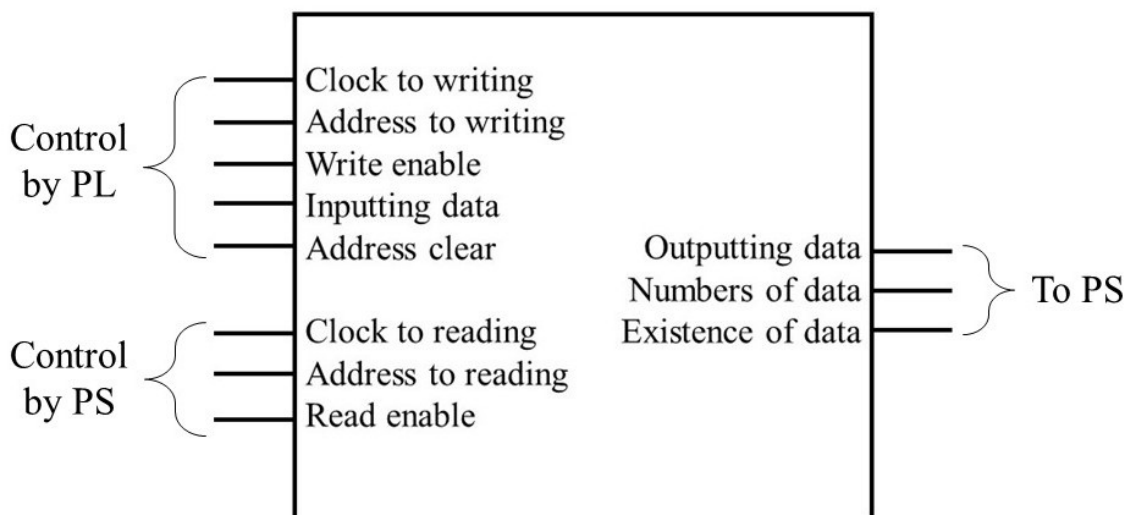 Control
by PL
Clock to writing
Address to writing
Write enable
Inputting data
Address clear
Control
by PS
Clock to reading
Address to reading
Read enable
Outputting data
Numbers of data
Existence of data
To PS